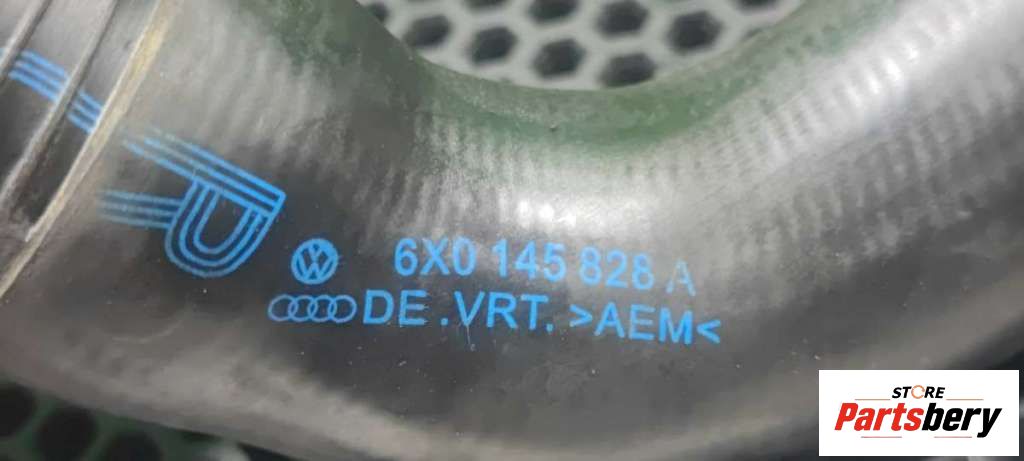 6X0 145 828 A
DE .VRT. >AEM<
STORE
Partsbery